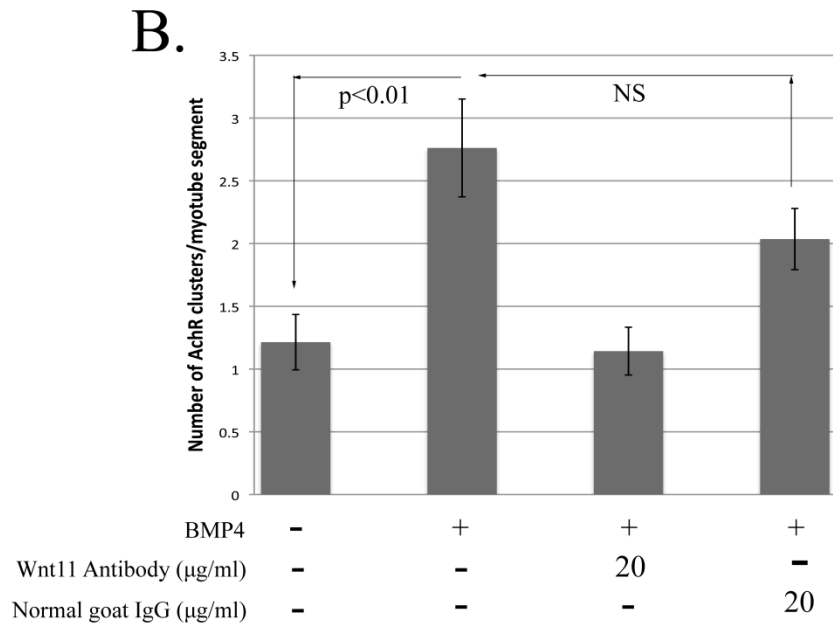 B.
3.5
p<0.01 NS
3
2.5
2
1.5
1
0.5
0
Number of AchR clusters/myotube segment
BMP4 - + + +
Wnt11 Antibody (μg/ml) - - 20 -
Normal goat IgG (μg/ml) - - - 20